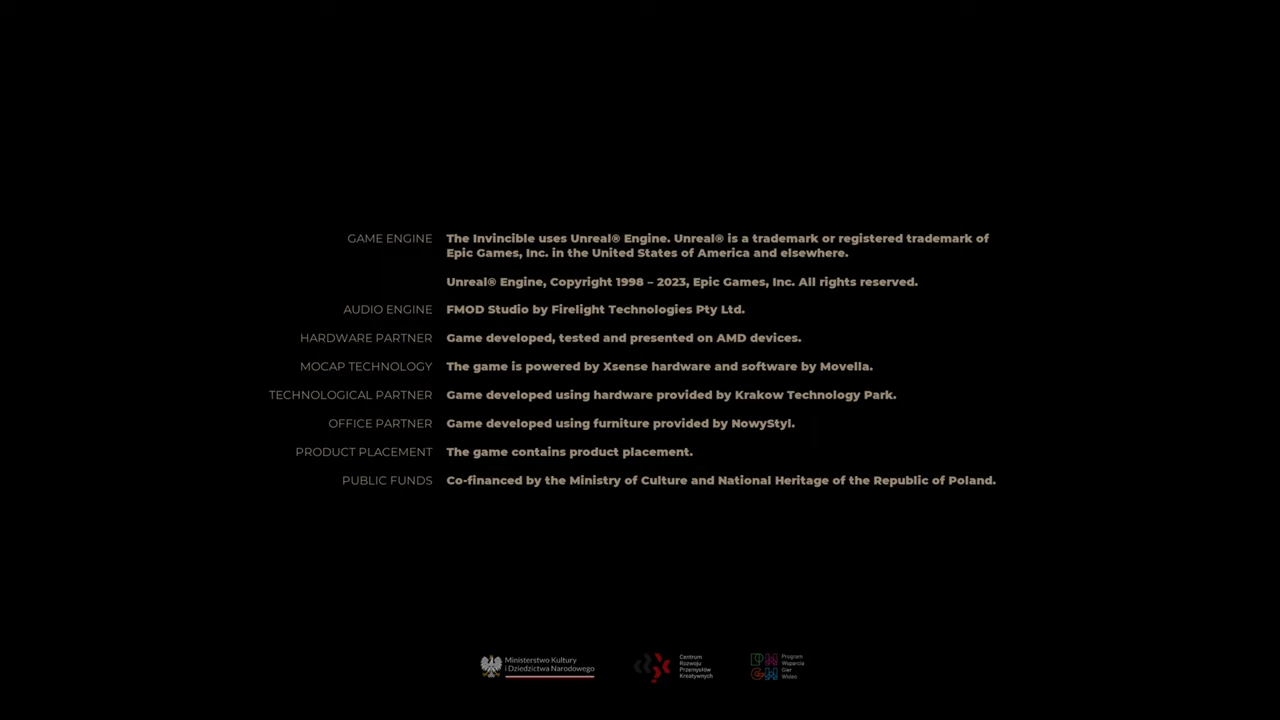 GAME ENGINE The Invincible uses Unreal® Engine. Unreal® is a trademark or registered trademark of
Epic Games, Inc. in the United States of America and elsewhere.
Unreal® Engine, Copyright 1998 – 2023, Epic Games, Inc. All rights reserved.
AUDIO ENGINE FMOD Studio by Firelight Technologies Pty Ltd.
HARDWARE PARTNER Game developed, tested and presented on AMD devices.
MOCAP TECHNOLOGY The game is powered by Xsense hardware and software by Movella.
TECHNOLOGICAL PARTNER Game developed using hardware provided by Krakow Technology Park.
OFFICE PARTNER Game developed using furniture provided by NowyStyl.
PRODUCT PLACEMENT The game contains product placement.
PUBLIC FUNDS Co-financed by the Ministry of Culture and National Heritage of the Republic of Poland.
Ministerstwo Kultury
i Dziedzictwa Narodowego
Centrum
Rozwoju
Przemysłów
Kreatywnych
Program
Wsparcia
Gier
Wideo